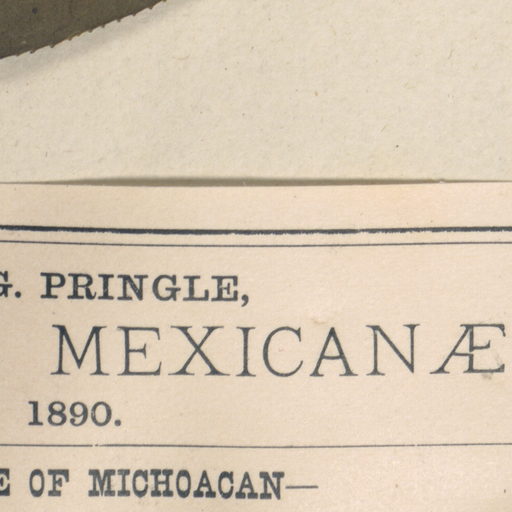 G. PRINGLE,
MEXICANÆ
1890.
E OF MICHOACAN—